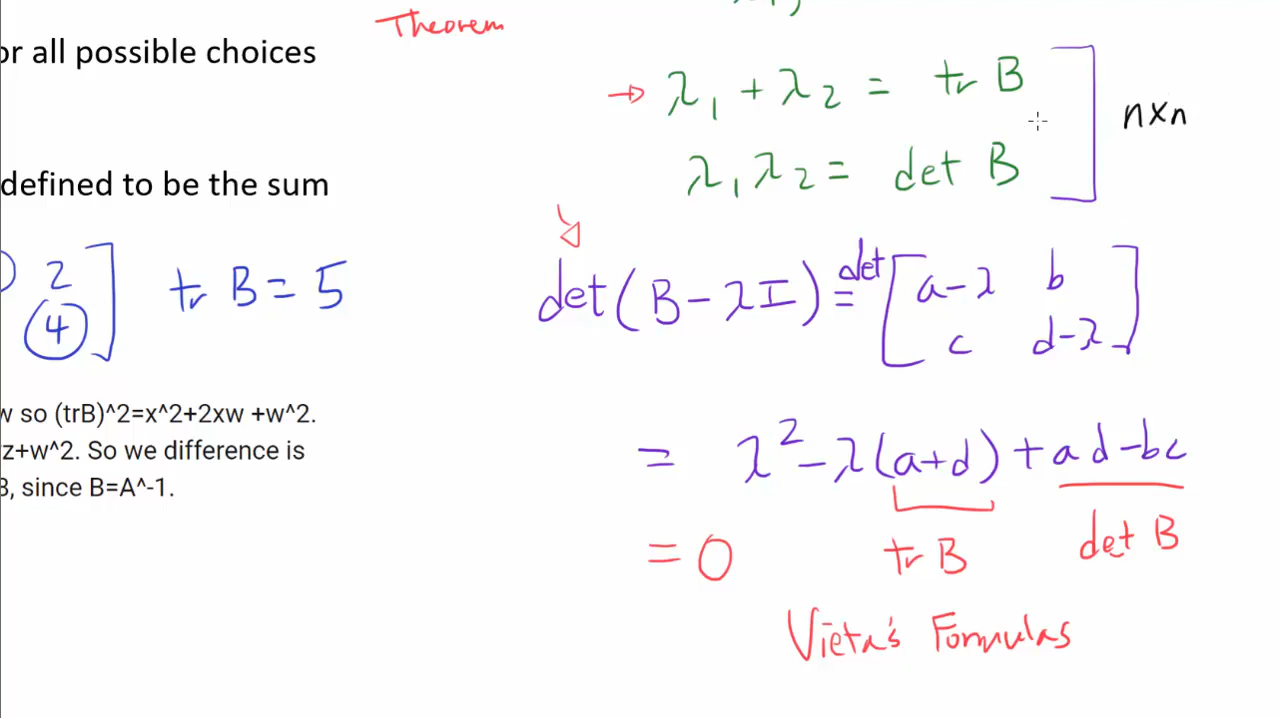 Theorem
or all possible choices
→ λ₁ + λ₂ = tr B
n×n
λ₁λ₂ = det B
defined to be the sum
2
4
tr B = 5
det(B - λI) = det [a-λ b
c d-λ]
w so (trB)^2=x^2+2xw +w^2.
z+w^2. So we difference is
B, since B=A^-1.
= λ² - λ(a+d) + ad-bc
= 0 tr B det B
Vieta's Formulas